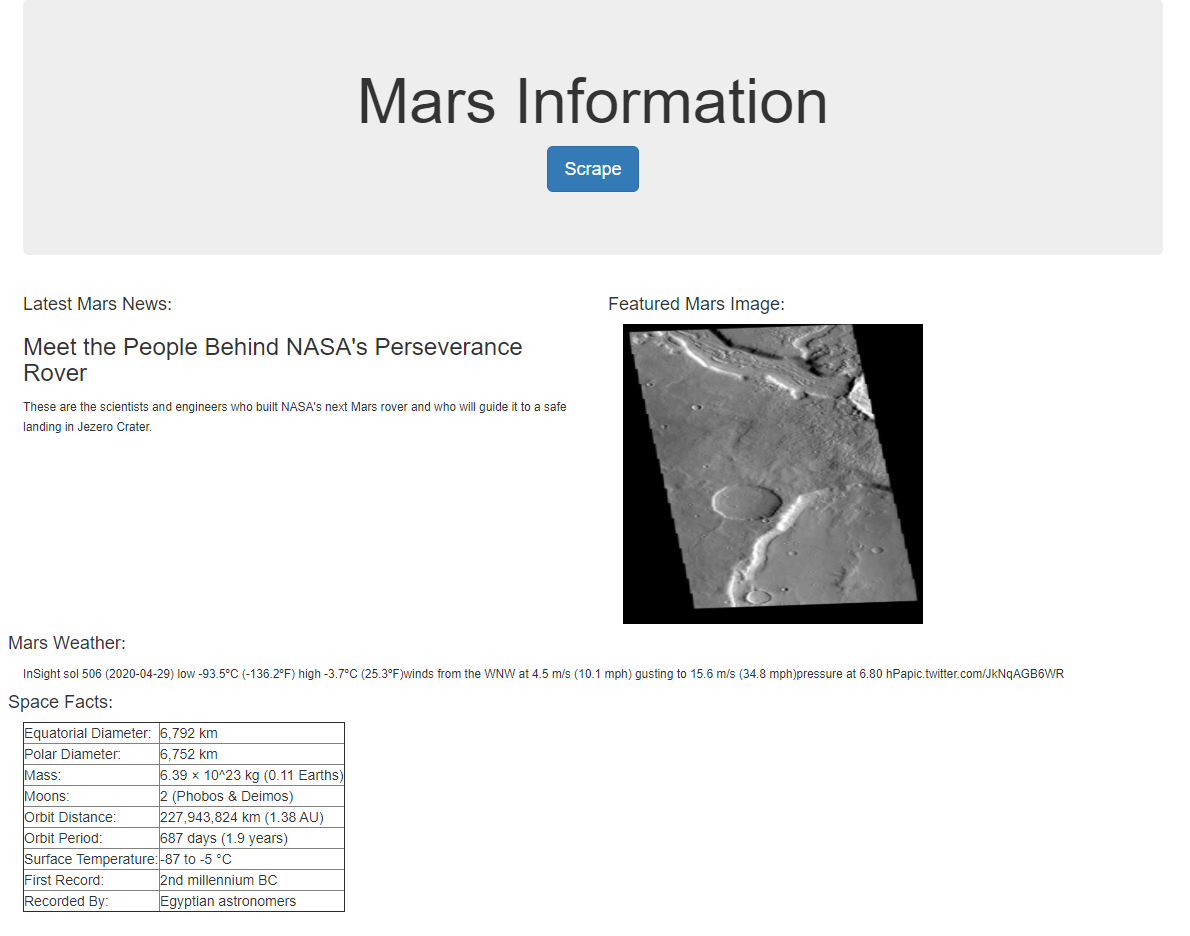 Mars Information
Scrape
Latest Mars News:
Meet the People Behind NASA's Perseverance
Rover
These are the scientists and engineers who built NASA's next Mars rover and who will guide it to a safe
landing in Jezero Crater.
Featured Mars Image:
Mars Weather:
InSight sol 506 (2020-04-29) low -93.5ºC (-136.2ºF) high -3.7ºC (25.3ºF)winds from the WNW at 4.5 m/s (10.1 mph) gusting to 15.6 m/s (34.8 mph)pressure at 6.80 hPapic.twitter.com/JkNqAGB6WR
Space Facts:
Equatorial Diameter: 6,792 km
Polar Diameter: 6,752 km
Mass: 6.39 × 10^23 kg (0.11 Earths)
Moons: 2 (Phobos & Deimos)
Orbit Distance: 227,943,824 km (1.38 AU)
Orbit Period: 687 days (1.9 years)
Surface Temperature: -87 to -5 °C
First Record: 2nd millennium BC
Recorded By: Egyptian astronomers